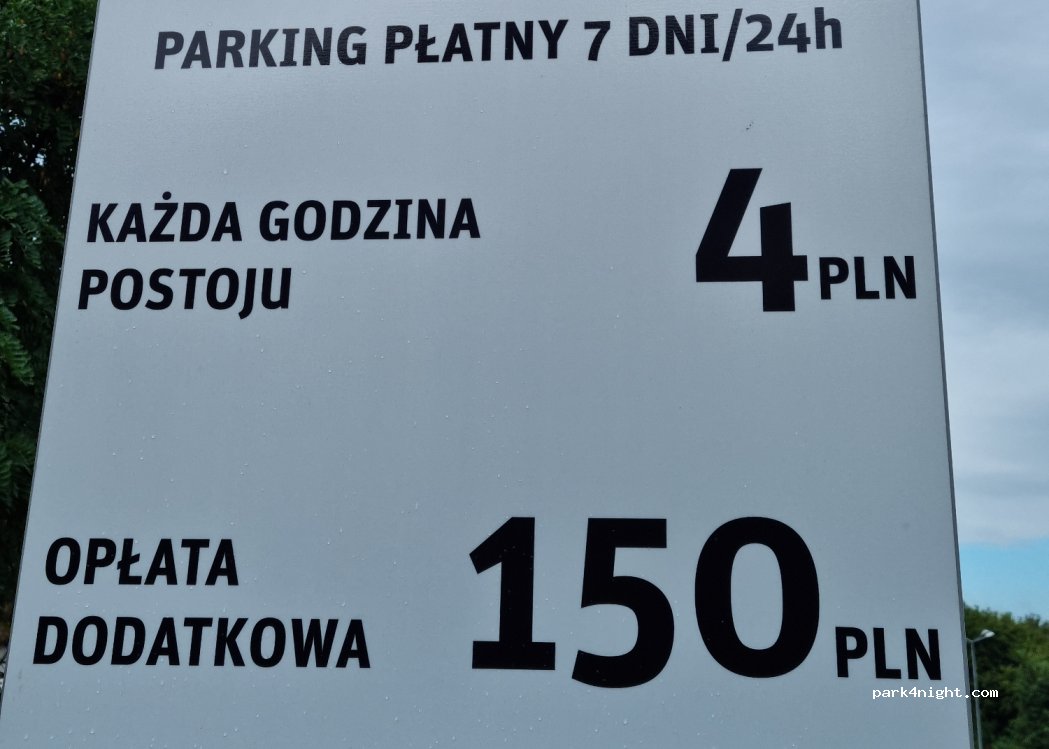 PARKING PŁATNY 7 DNI/24h
KAŻDA GODZINA
POSTOJU
4 PLN
OPŁATA
DODATKOWA
150 PLN
park4night.com